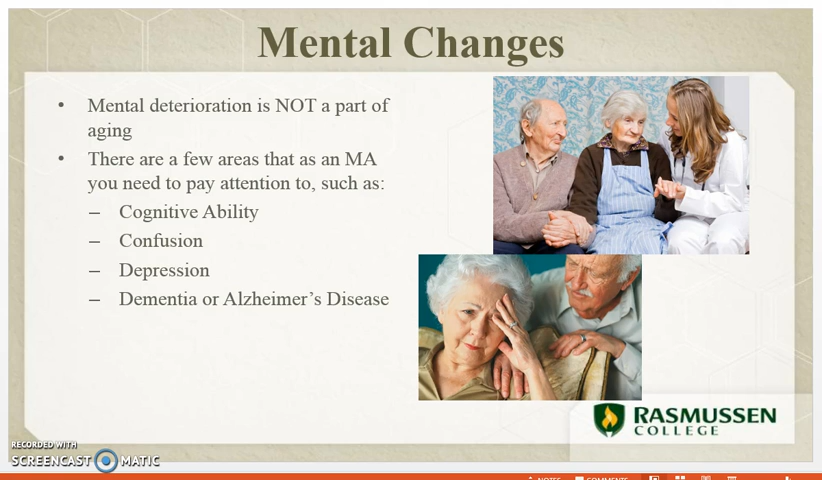 Mental Changes
• Mental deterioration is NOT a part of
aging
• There are a few areas that as an MA
you need to pay attention to, such as:
– Cognitive Ability
– Confusion
– Depression
– Dementia or Alzheimer's Disease
RASMUSSEN
COLLEGE
RECORDED WITH
SCREENCAST MATIC
NOTES COMMENTS